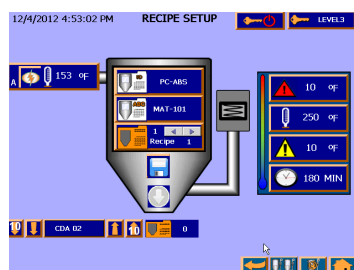 12/4/2012 4:53:02 PM
RECIPE SETUP
LEVEL3
A
153 ºF
PC-ABS
MAT-101
1
Recipe 1
10 ºF
250 ºF
10 ºF
180 MIN
10
CDA 02
10
0